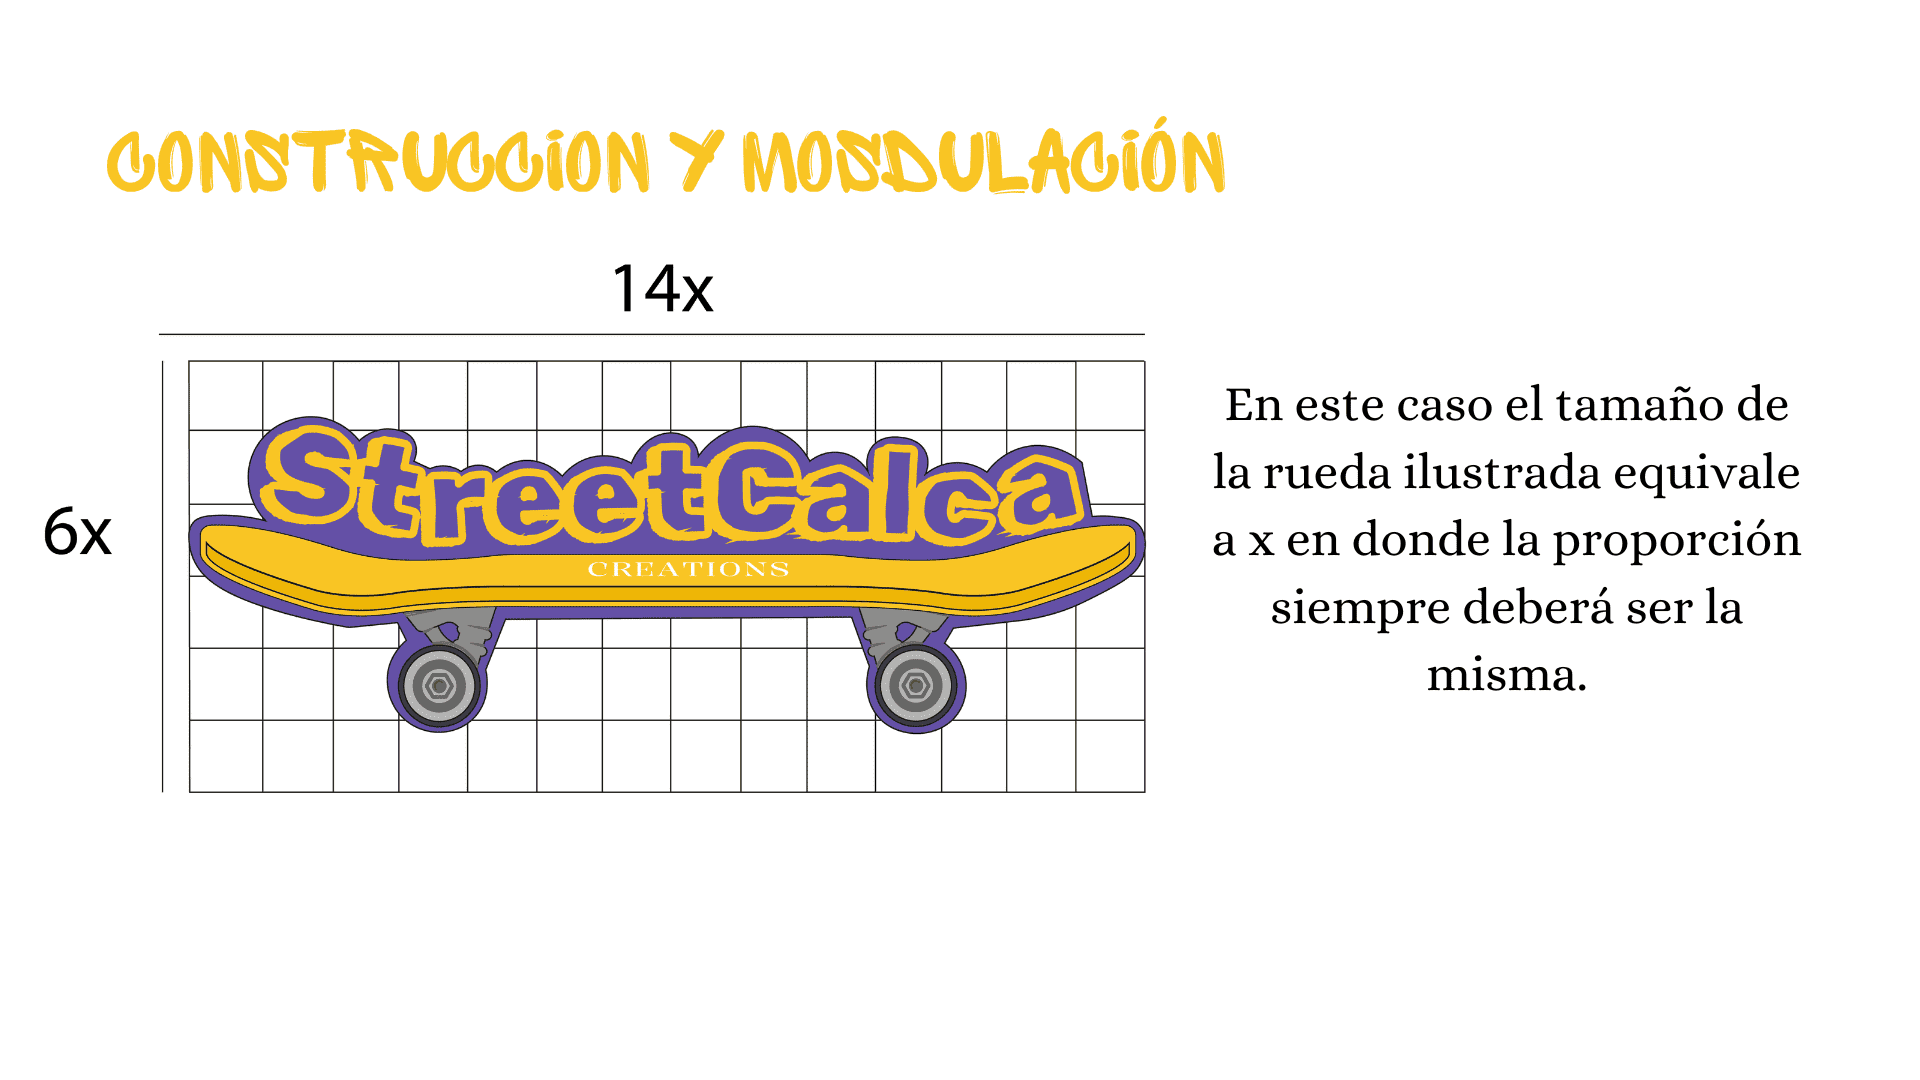 CONSTRUCCiON Y MOSDULACiÓN
14x
6x
StreetCalca
CREATIONS
En este caso el tamaño de
la rueda ilustrada equivale
a x en donde la proporción
siempre deberá ser la
misma.